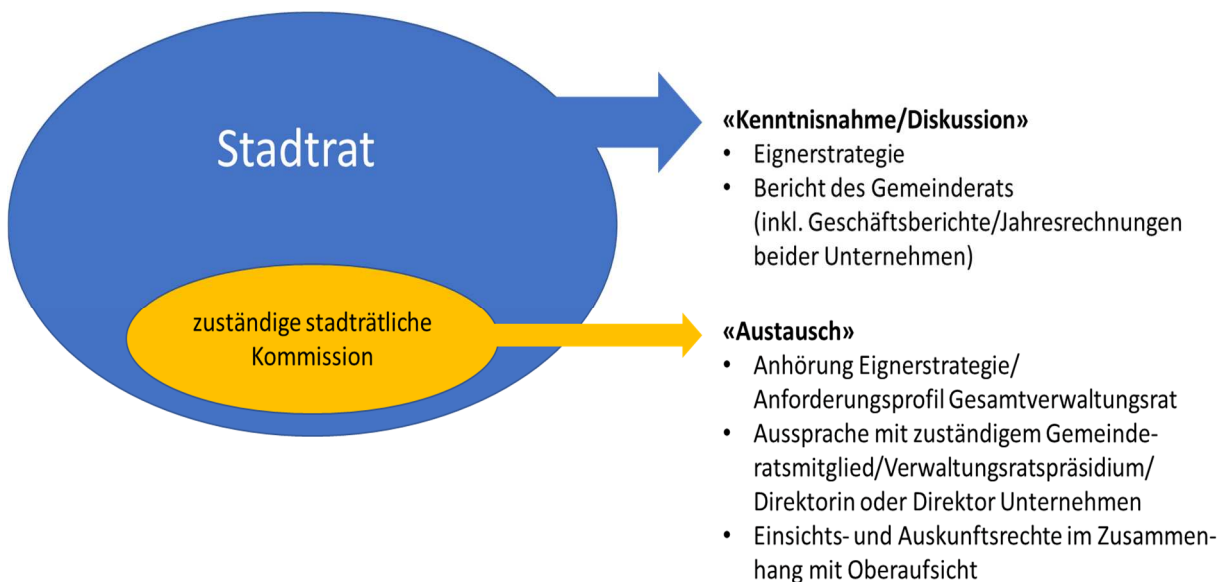 Stadtrat
zuständige stadträtliche
Kommission
«Kenntnisnahme/Diskussion»
• Eignerstrategie
• Bericht des Gemeinderats
(inkl. Geschäftsberichte/Jahresrechnungen
beider Unternehmen)
«Austausch»
• Anhörung Eignerstrategie/
Anforderungsprofil Gesamtverwaltungsrat
• Aussprache mit zuständigem Gemeinde-
ratsmitglied/Verwaltungsratspräsidium/
Direktorin oder Direktor Unternehmen
• Einsichts- und Auskunftsrechte im Zusammen-
hang mit Oberaufsicht